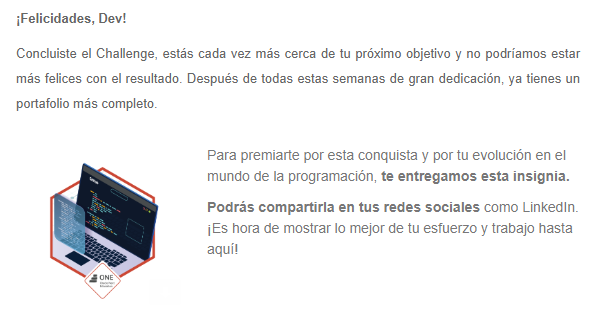 ¡Felicidades, Dev!
Concluiste el Challenge, estás cada vez más cerca de tu próximo objetivo y no podríamos estar
más felices con el resultado. Después de todas estas semanas de gran dedicación, ya tienes un
portafolio más completo.
Para premiarte por esta conquista y por tu evolución en el
mundo de la programación, te entregamos esta insignia.
Podrás compartirla en tus redes sociales como LinkedIn.
¡Es hora de mostrar lo mejor de tu esfuerzo y trabajo hasta
aquí!
ONE